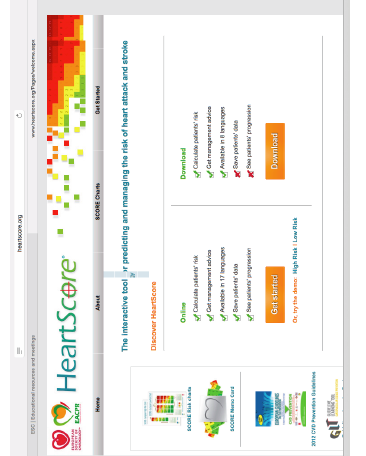 heartscore.org
ESC | Educational resources and meetings
www.heartscore.org/Pages/welcome.aspx
EUROPEAN SOCIETY OF CARDIOLOGY
EACPR
HeartScore
Home
About
SCORE Charts
Get Started
The interactive tool for predicting and managing the risk of heart attack and stroke
Discover HeartScore
SCORE Risk charts
SCORE Nemo Card
2012 CVD Prevention Guidelines
Online
Calculate patients' risk
Get management advice
Available in 17 languages
Save patients' data
See patients' progression
Get started
Or, try the demo: High Risk | Low Risk
Download
Calculate patients' risk
Get management advice
Available in 8 languages
Save patients' data
See patients' progression
Download